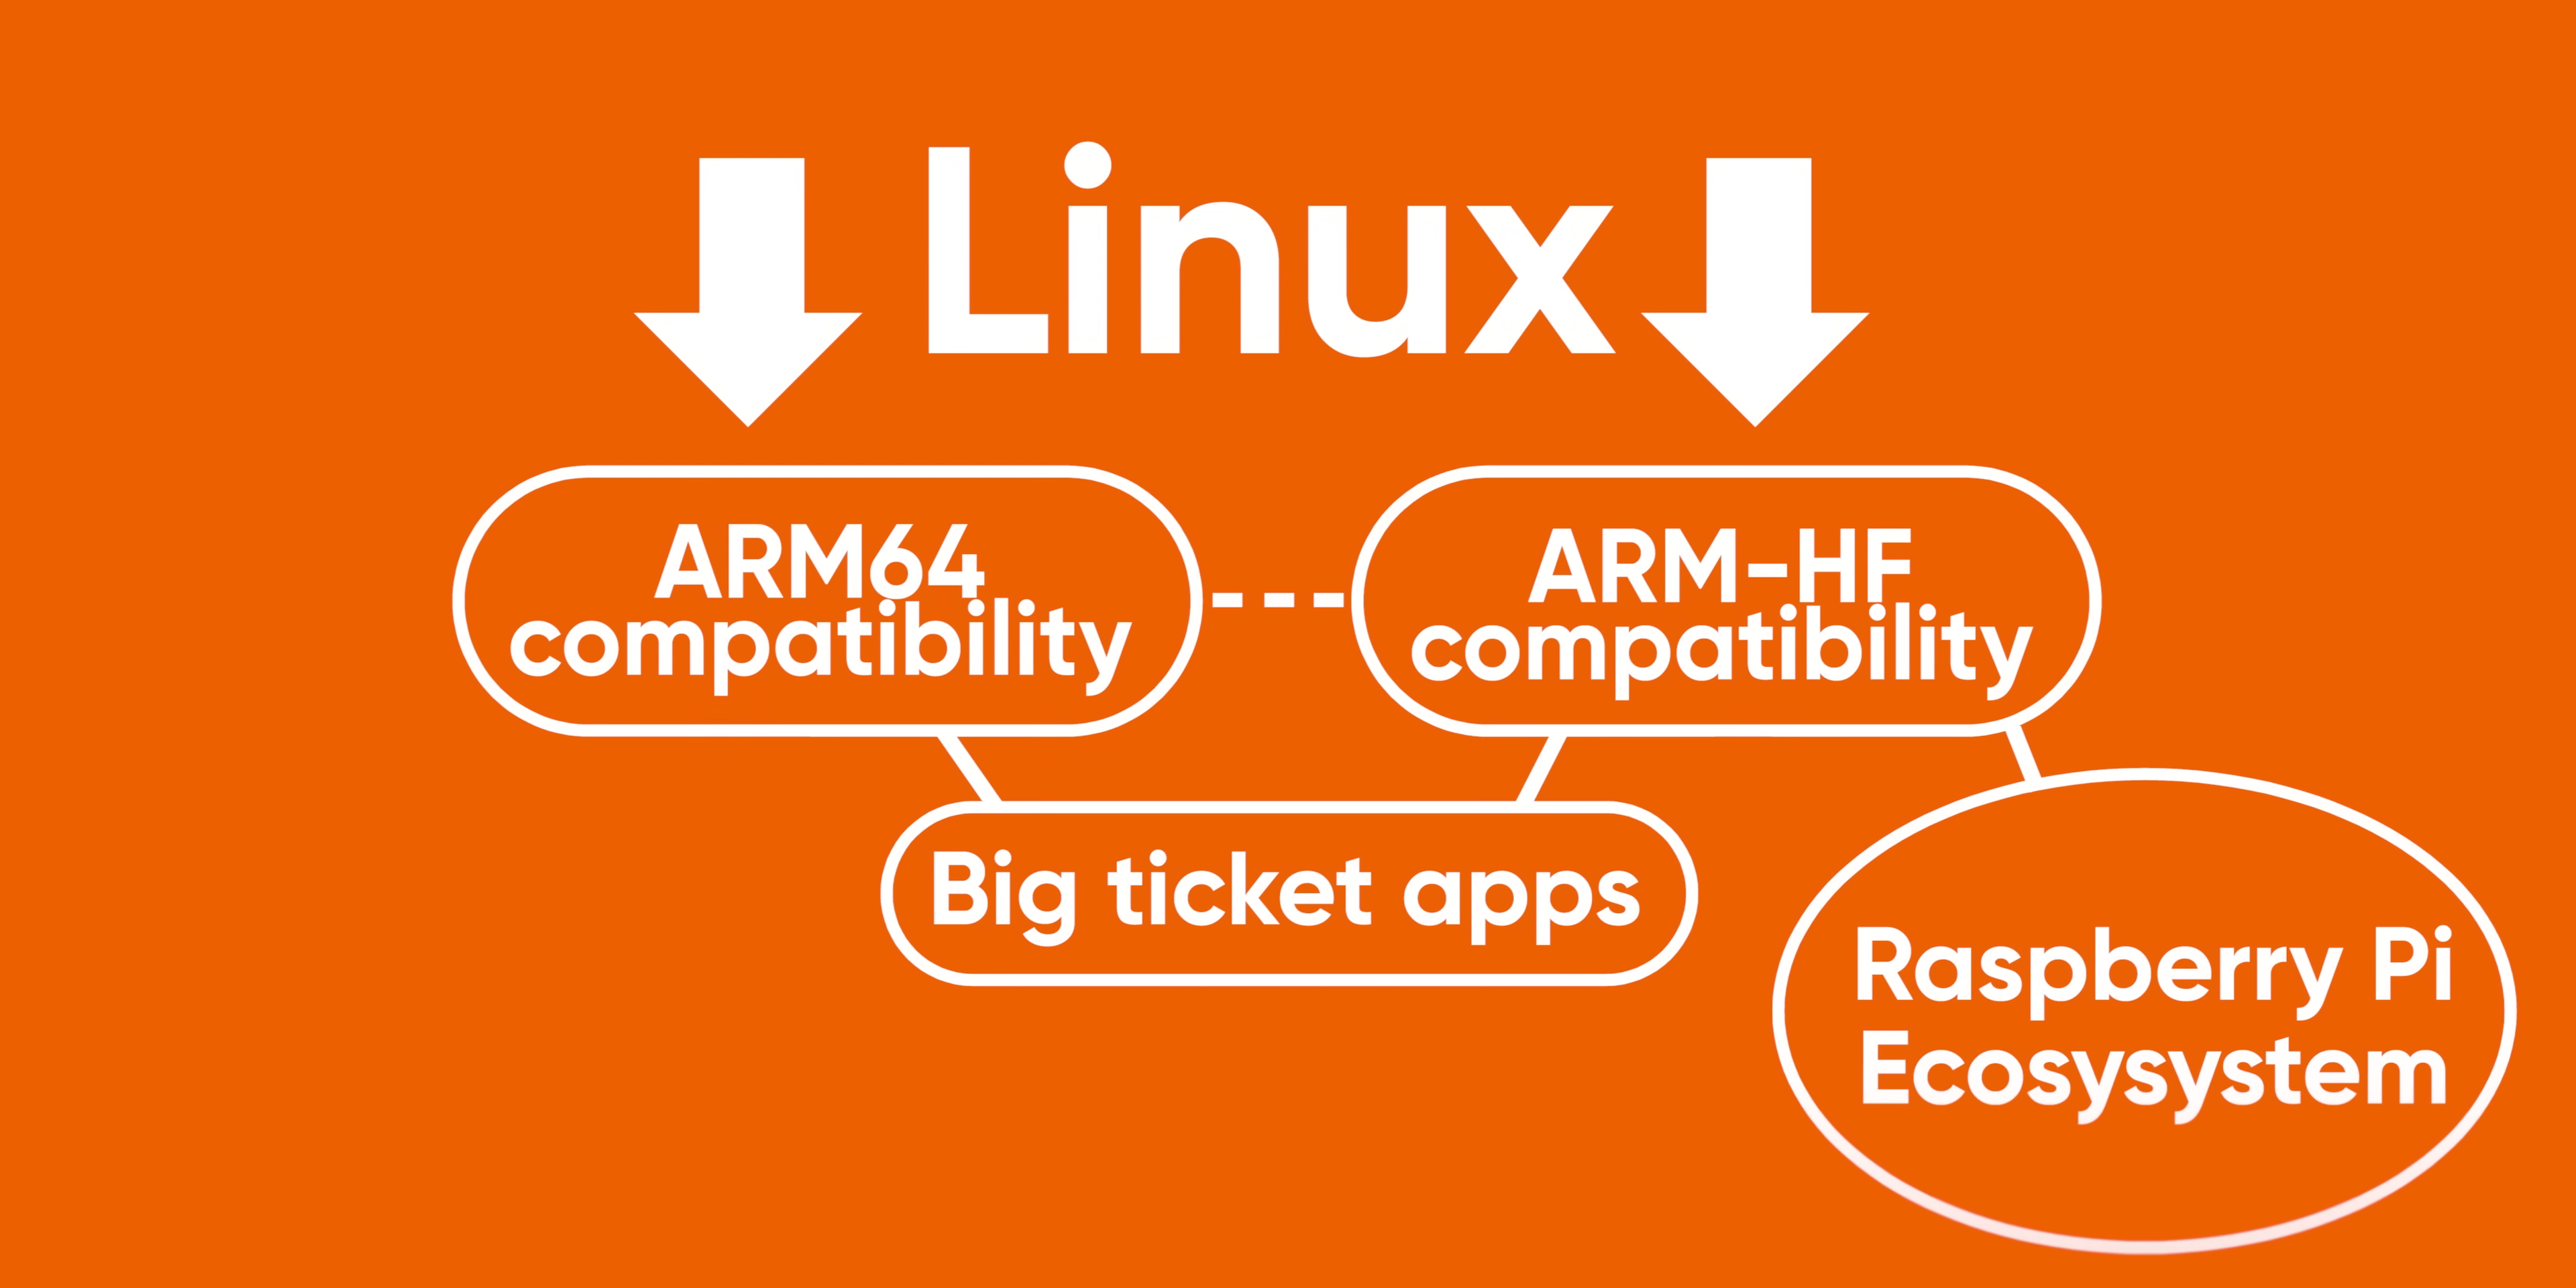 Linux
ARM64
compatibility
ARM-HF
compatibility
Big ticket apps
Raspberry Pi
Ecosysystem